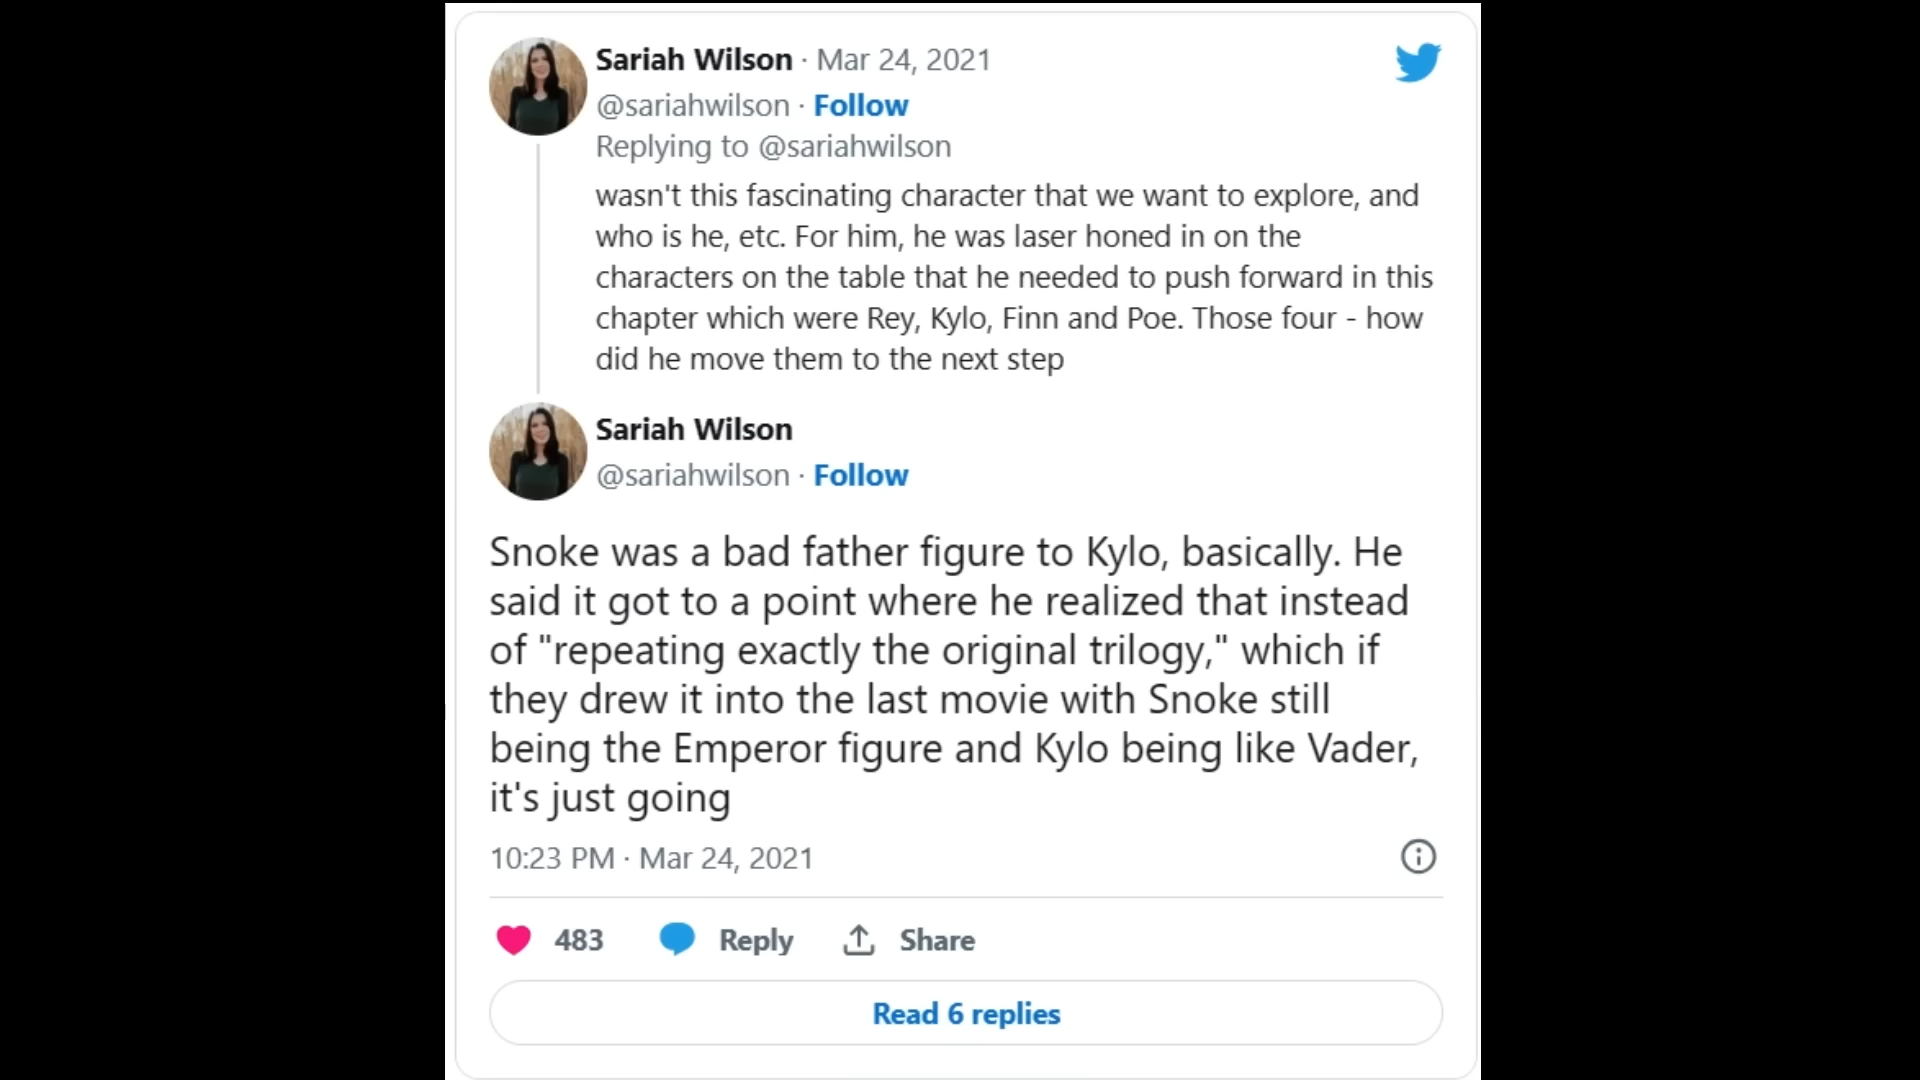 Sariah Wilson · Mar 24, 2021
@sariahwilson · Follow
Replying to @sariahwilson
wasn't this fascinating character that we want to explore, and
who is he, etc. For him, he was laser honed in on the
characters on the table that he needed to push forward in this
chapter which were Rey, Kylo, Finn and Poe. Those four - how
did he move them to the next step
Sariah Wilson
@sariahwilson · Follow
Snoke was a bad father figure to Kylo, basically. He
said it got to a point where he realized that instead
of "repeating exactly the original trilogy," which if
they drew it into the last movie with Snoke still
being the Emperor figure and Kylo being like Vader,
it's just going
10:23 PM · Mar 24, 2021
483 Reply Share
Read 6 replies